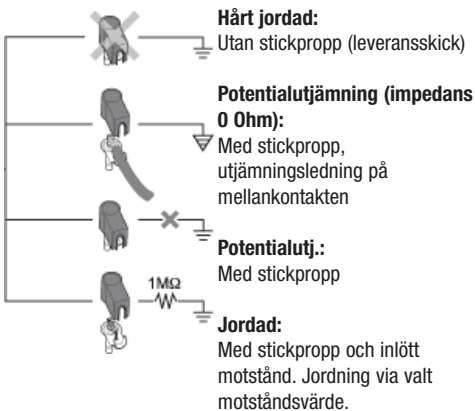 Hårt jordad:
Utan stickpropp (leveransskick)
Potentialutjämning (impedans
0 Ohm):
Med stickpropp,
utjämningsledning på
mellankontakten
Potentialutj.:
Med stickpropp
1MΩ
Jordad:
Med stickpropp och inlött
motstånd. Jordning via valt
motståndsvärde.